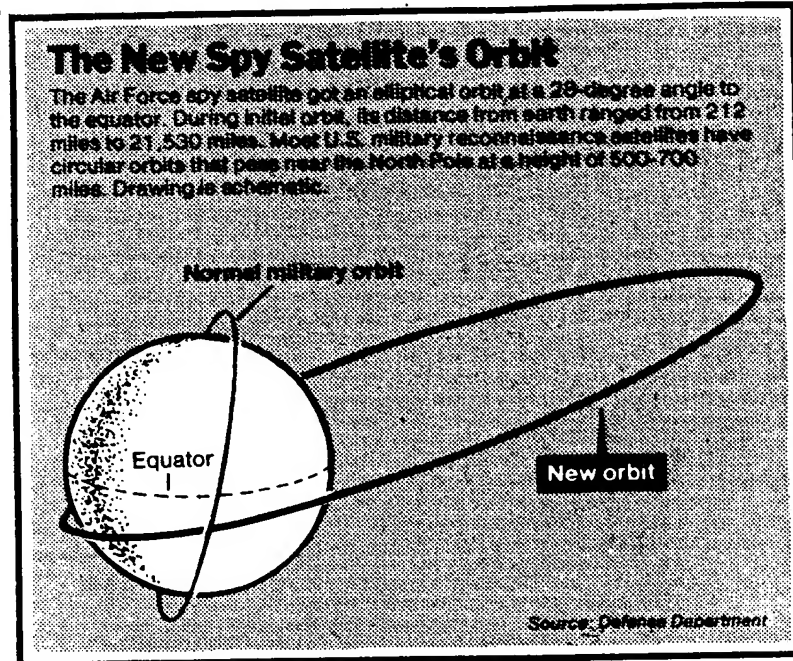 The New Spy Satellite's Orbit
The Air Force spy satellite got an elliptical orbit at a 28-degree angle to
the equator. During initial orbit, its distance from earth ranged from 212
miles to 21,530 miles. Most U.S. military reconnaissance satellites have
circular orbits that pass near the North Pole at a height of 500-700
miles. Drawing is schematic.
Normal military orbit
Equator
New orbit
Source: Defense Department